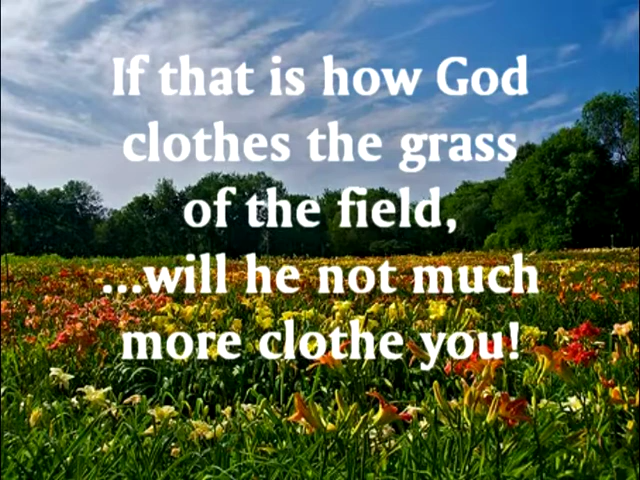 If that is how God
clothes the grass
of the field,
...will he not much
more clothe you!